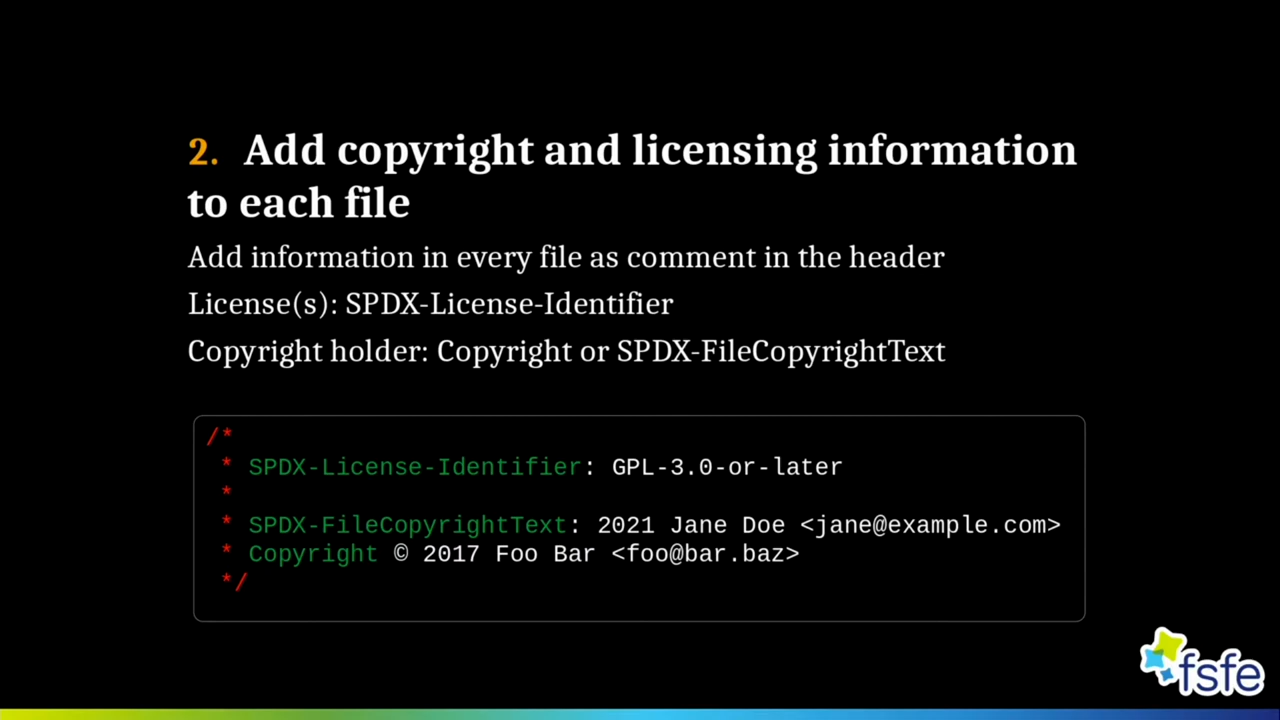 2. Add copyright and licensing information
to each file
Add information in every file as comment in the header
License(s): SPDX-License-Identifier
Copyright holder: Copyright or SPDX-FileCopyrightText
/*
* SPDX-License-Identifier: GPL-3.0-or-later
*
* SPDX-FileCopyrightText: 2021 Jane Doe <jane@example.com>
* Copyright © 2017 Foo Bar <foo@bar.baz>
*/
fsfe